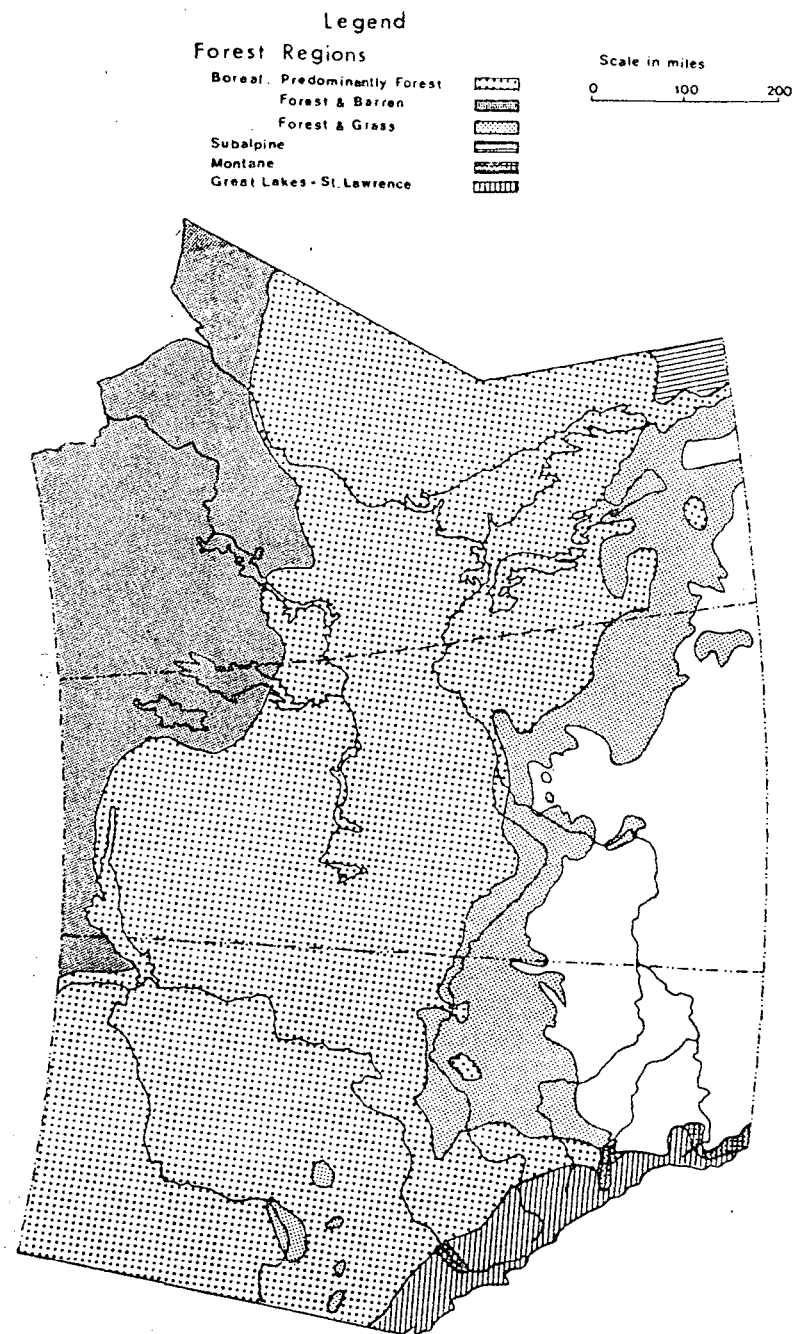 Legend
Forest Regions
Boreal. Predominantly Forest
Forest & Barren
Forest & Grass
Subalpine
Montane
Great Lakes - St. Lawrence
Scale in miles
0 100 200